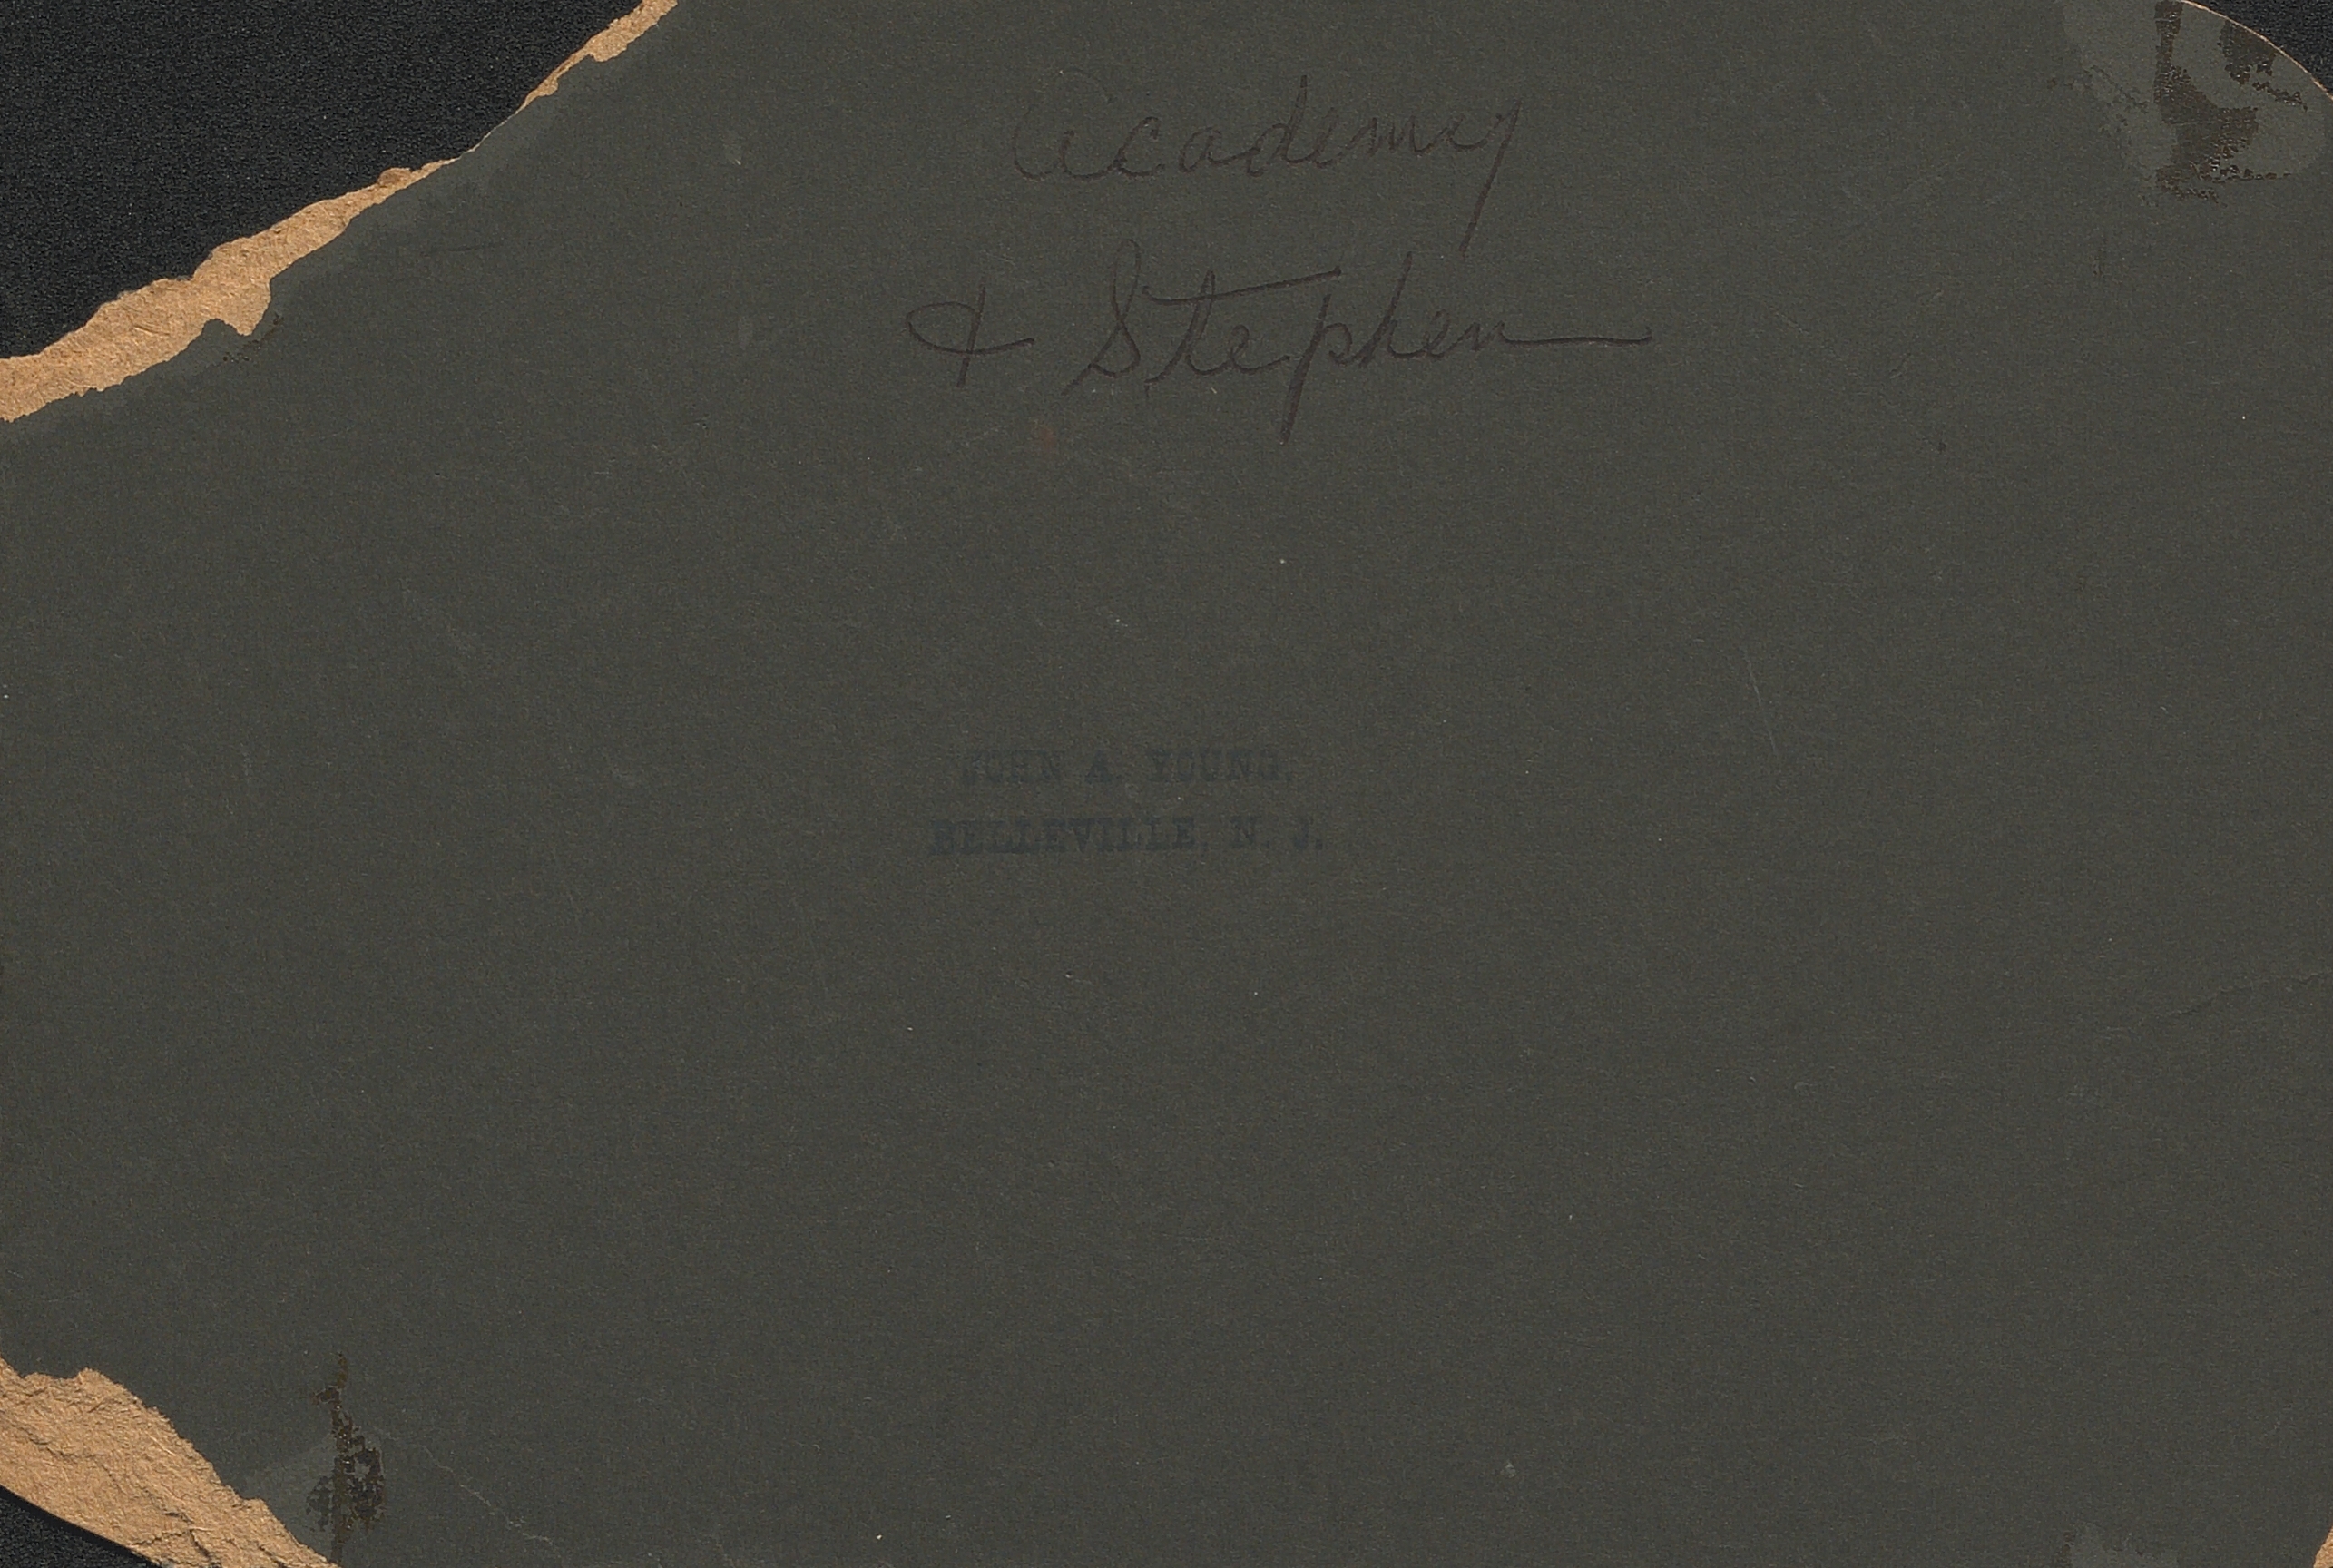 Academy
& Stephen
JOHN A. YOUNG,
BELLEVILLE, N. J.